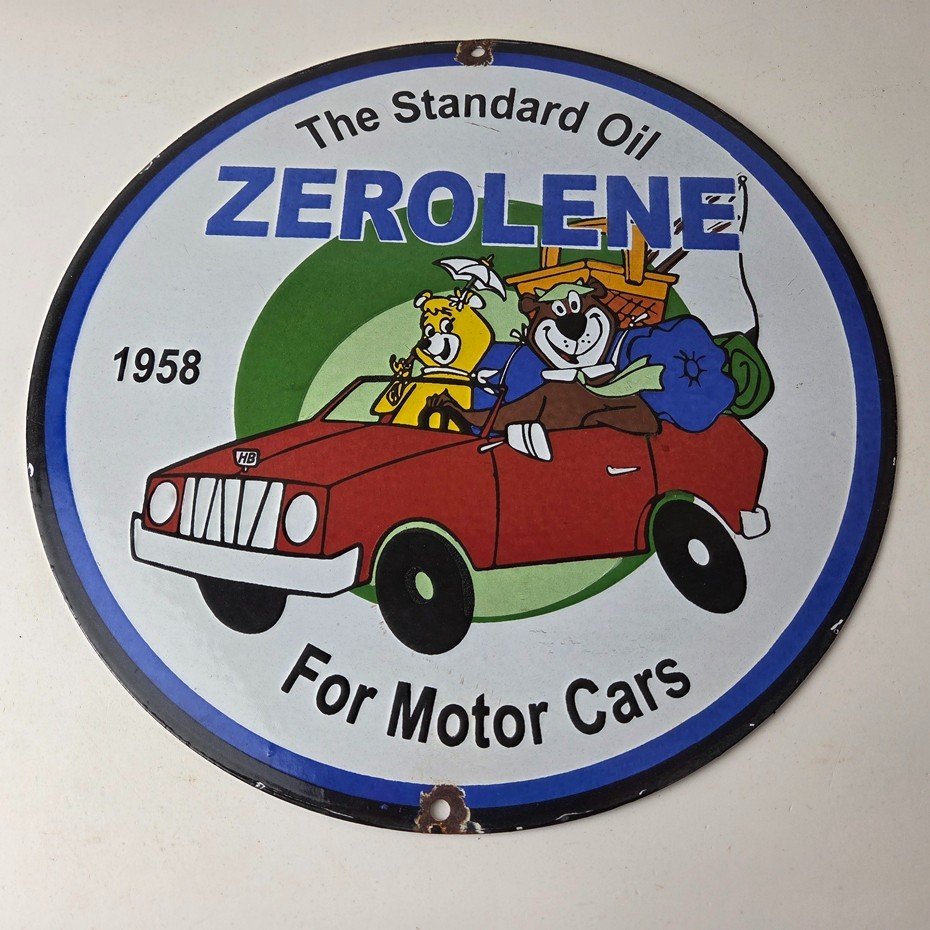 The Standard Oil
ZEROLENE
1958
HB
For Motor Cars